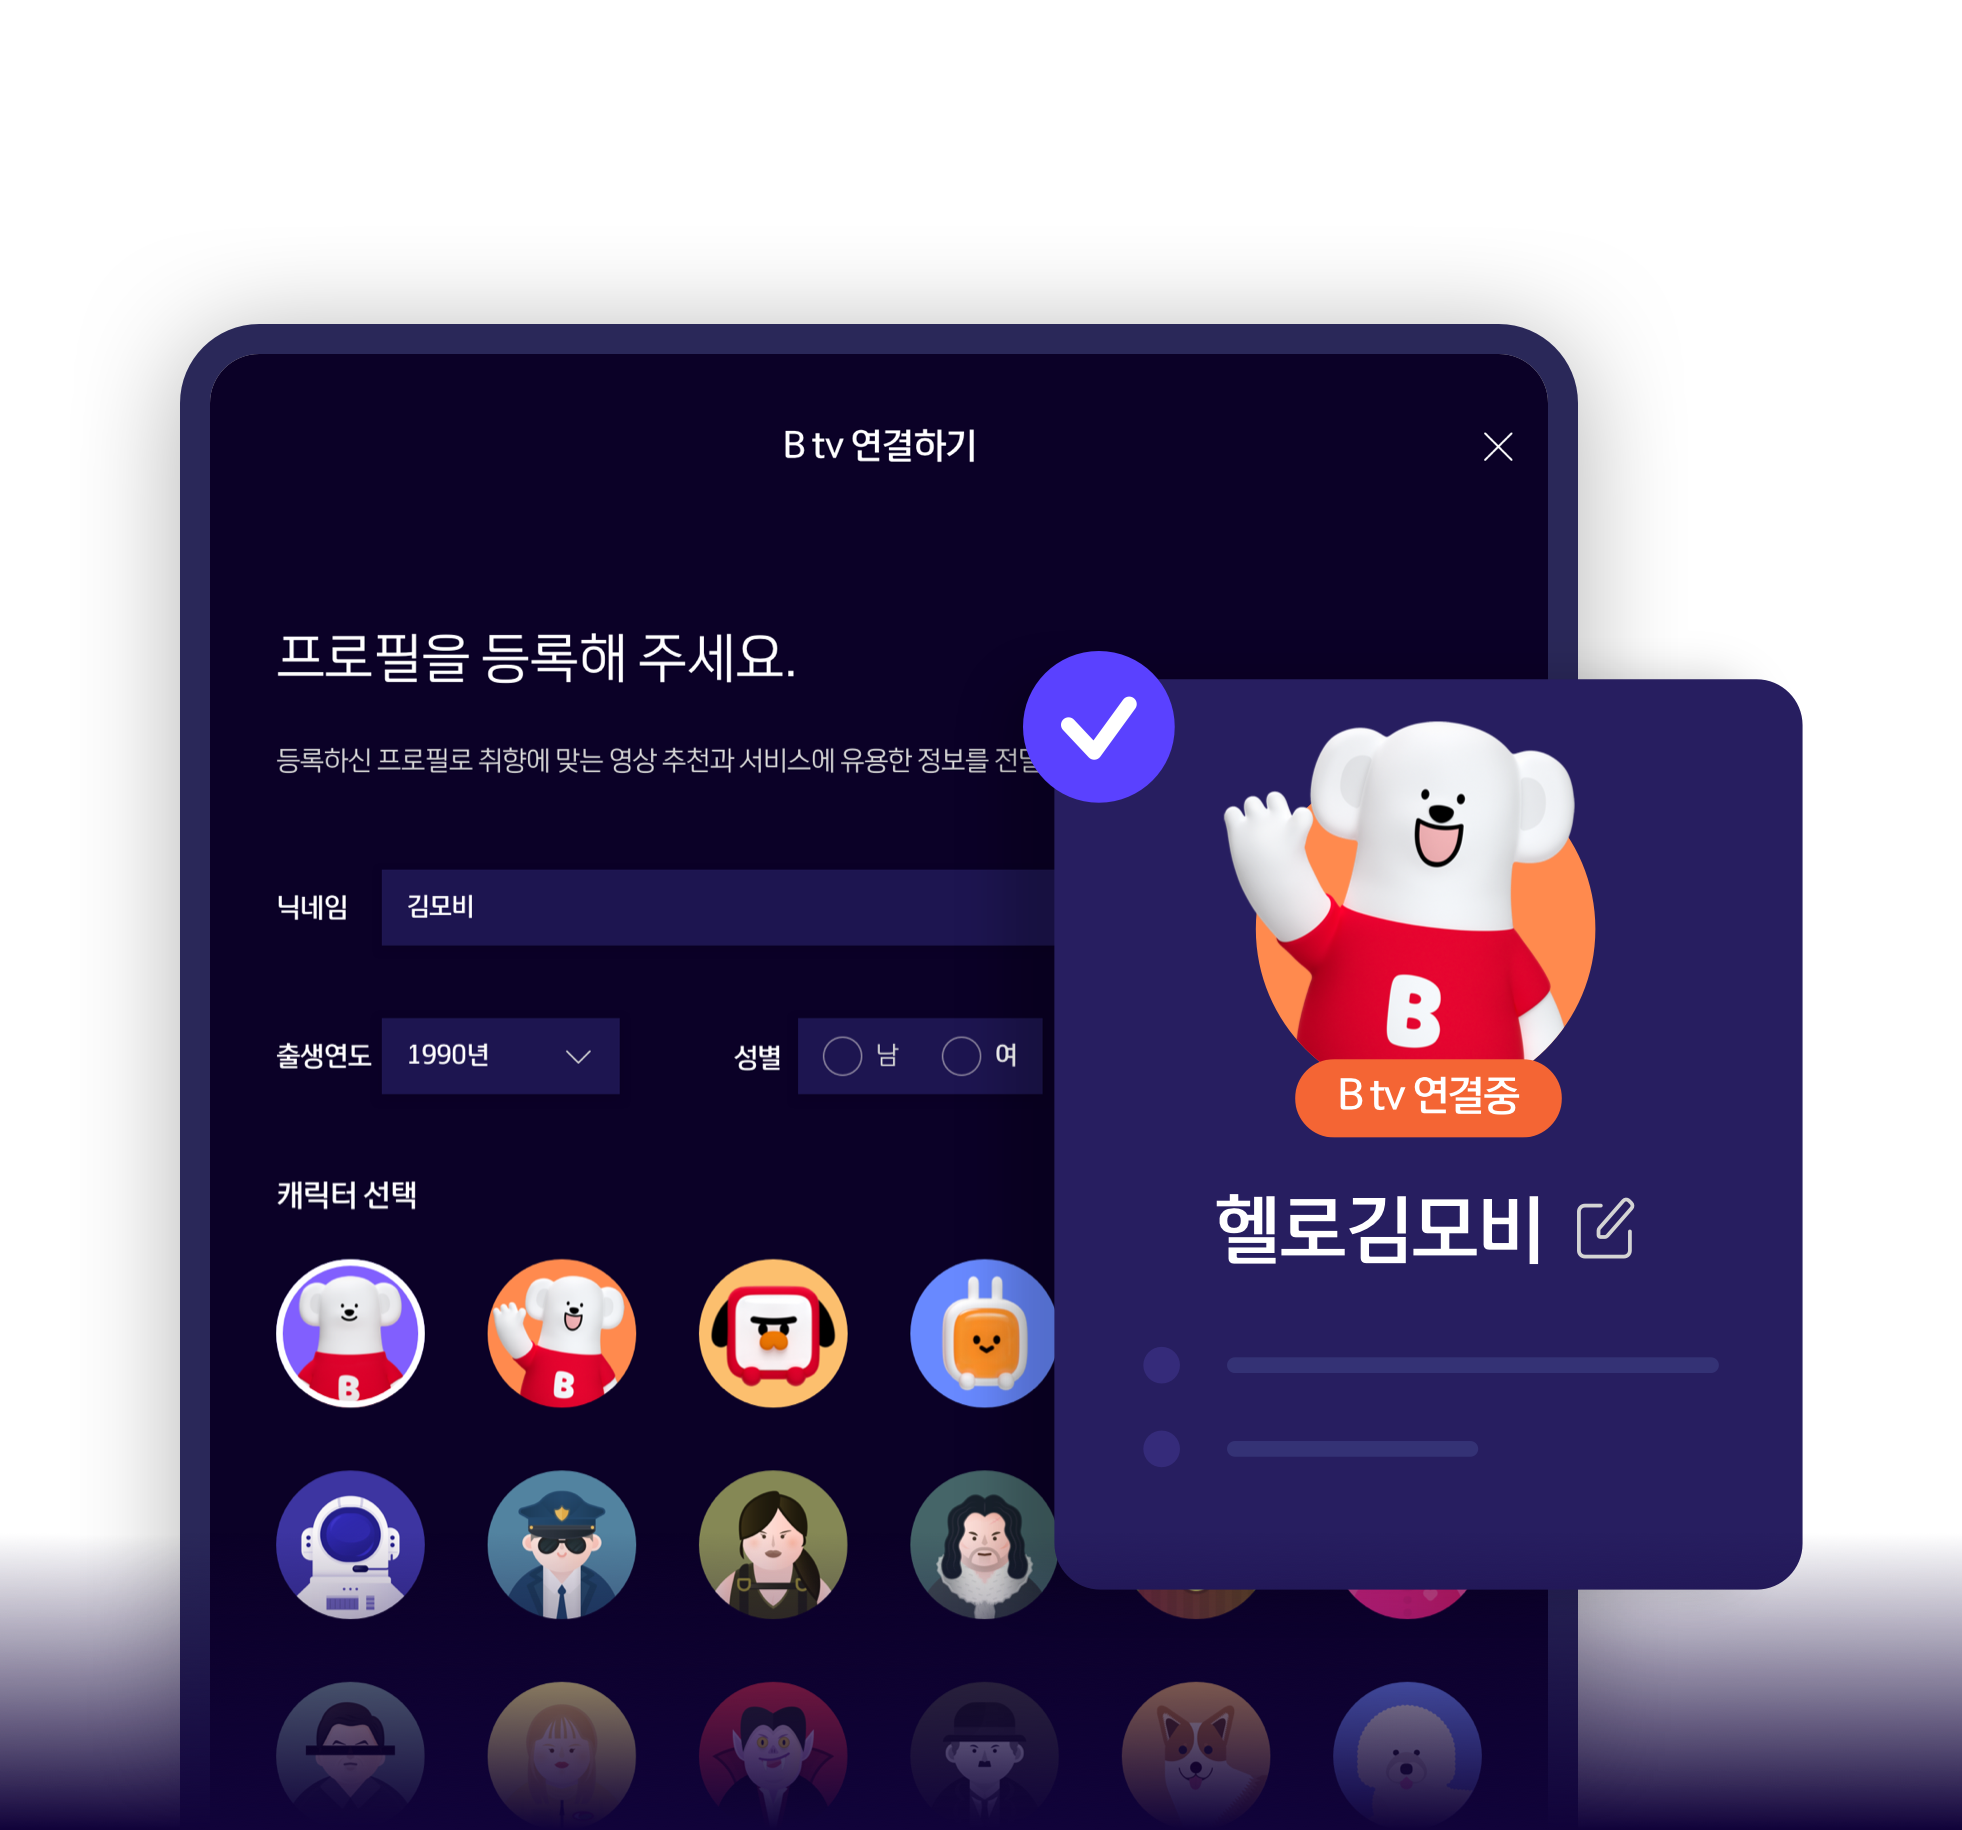 B tv 연결하기
프로필을 등록해 주세요.
등록하신 프로필로 취향에 맞는 영상 추천과 서비스에 유용한 정보를
닉네임 김모비
출생연도 1990년 성별 남 여
캐릭터 선택
B
B tv 연결중
헬로김모비
B
B